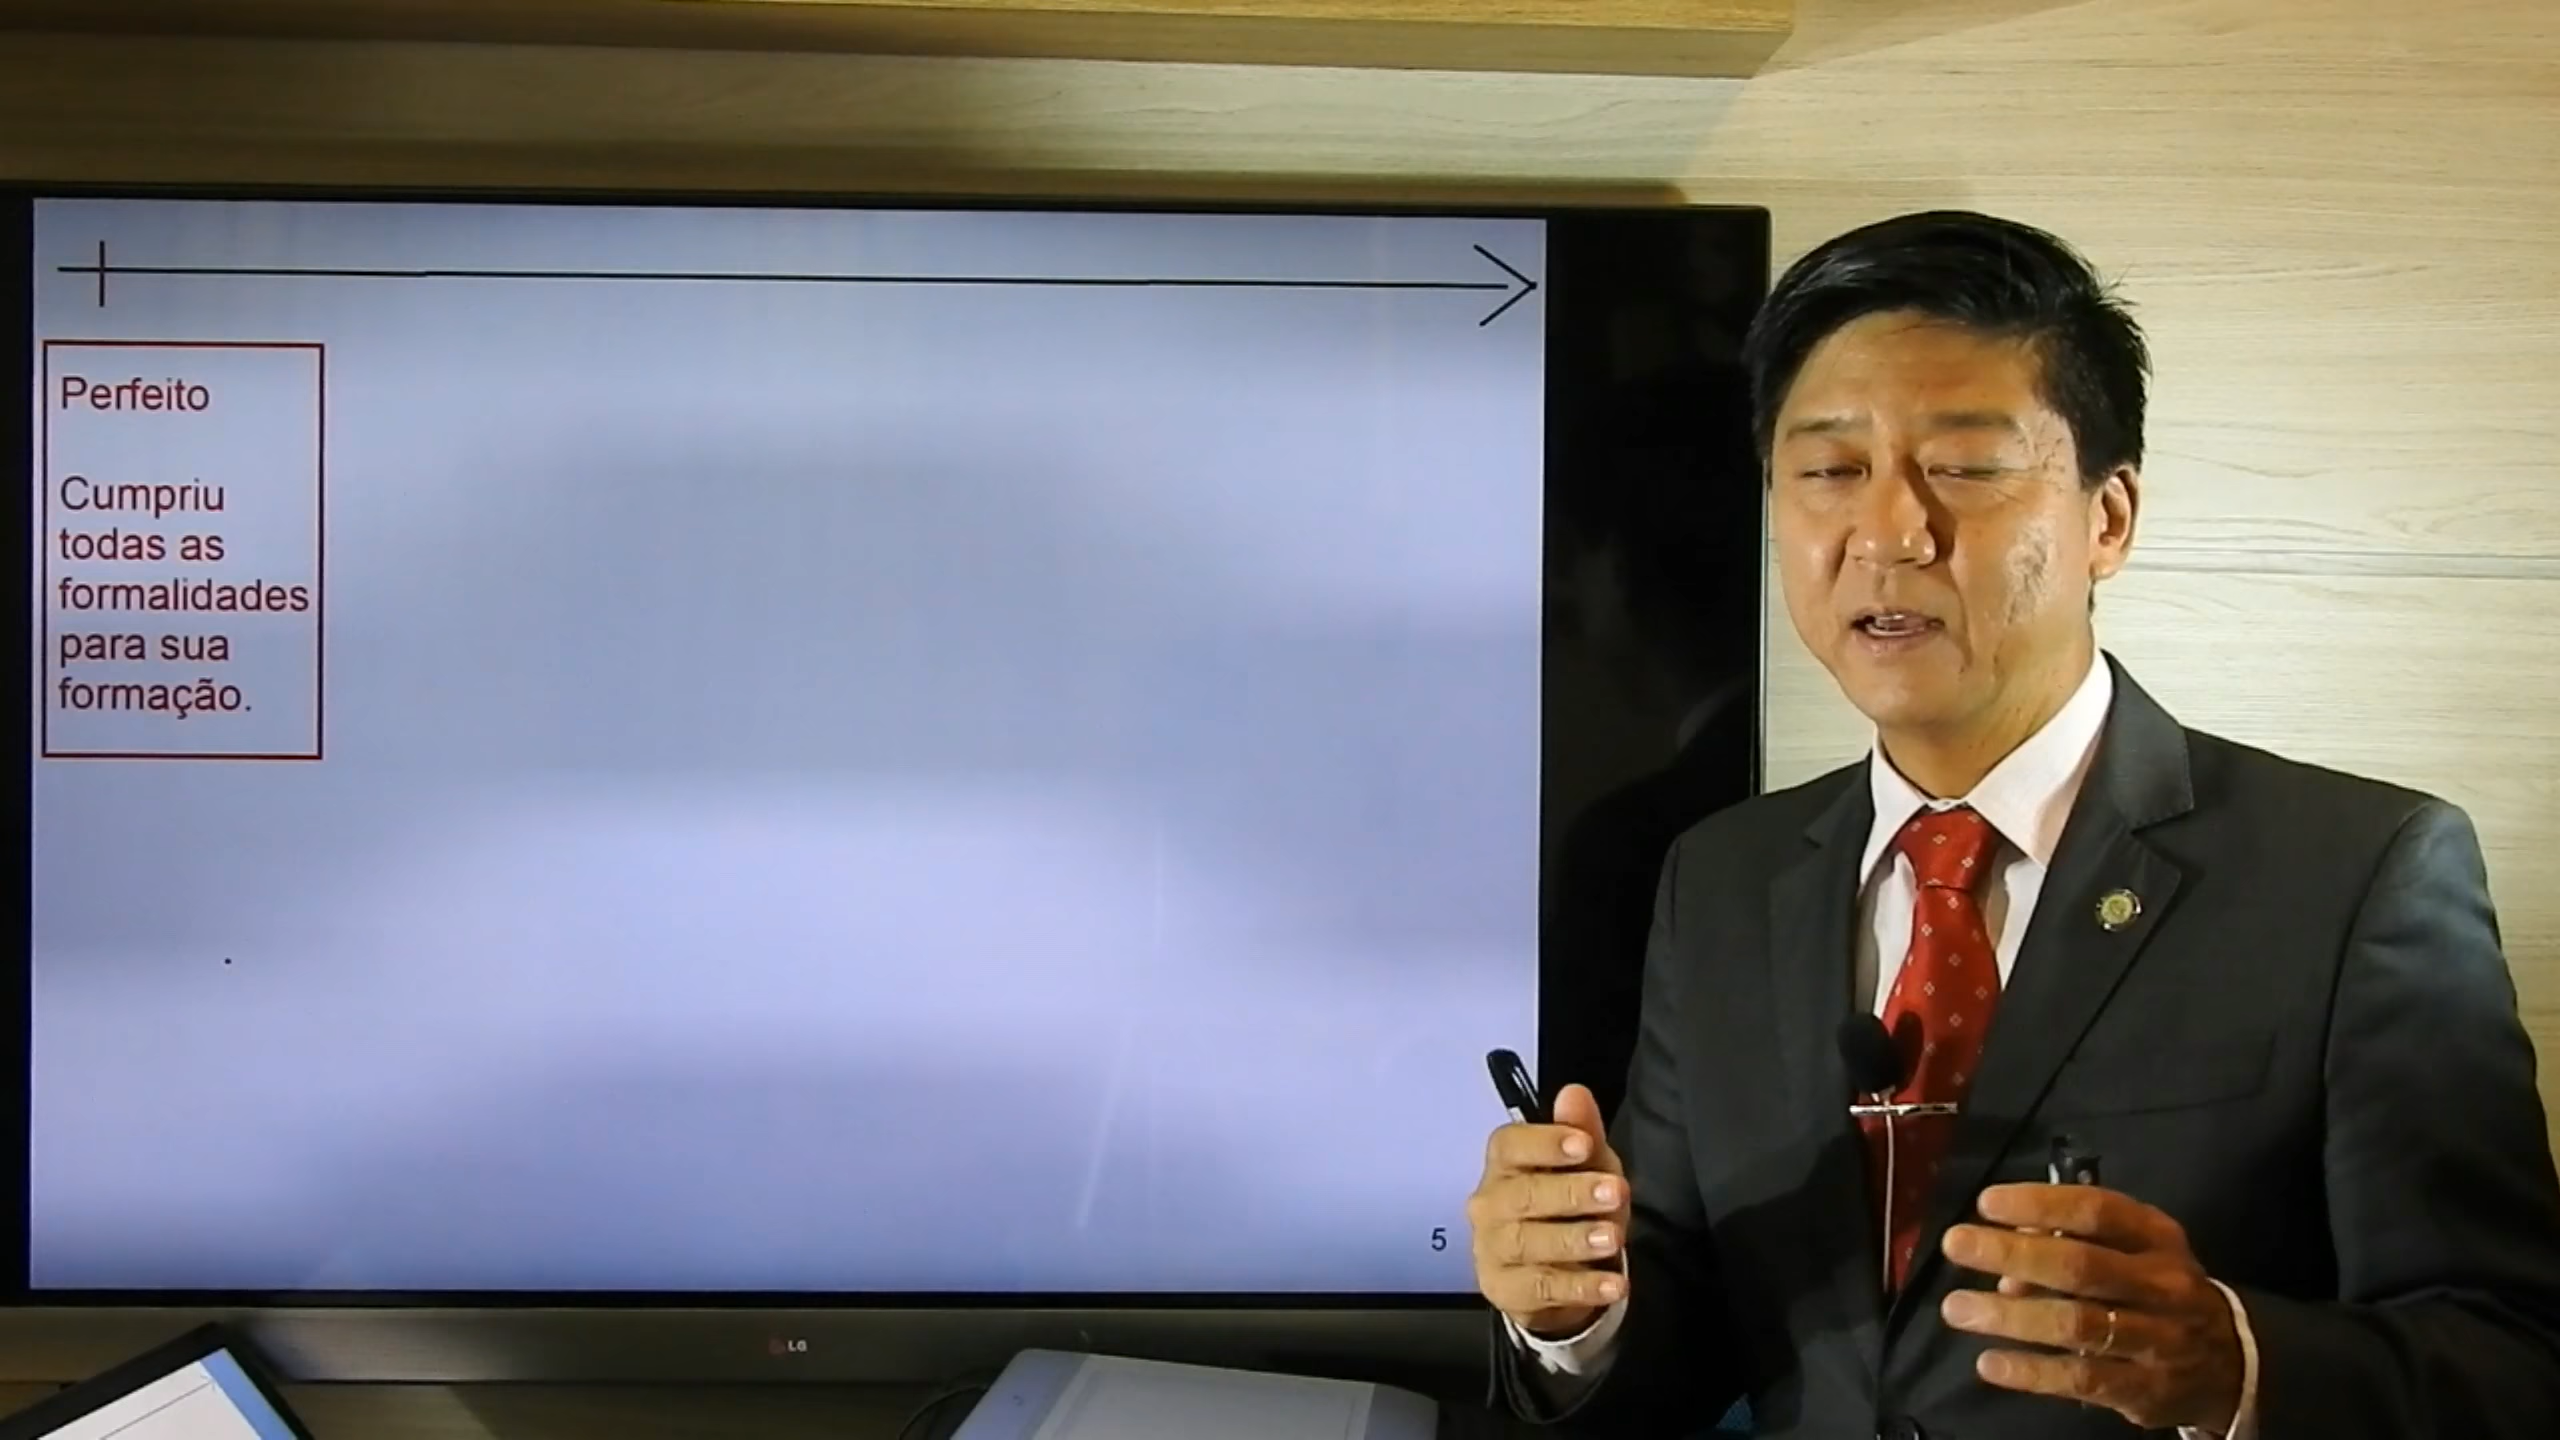 Perfeito
Cumpriu
todas as
formalidades
para sua
formação.
5
LG